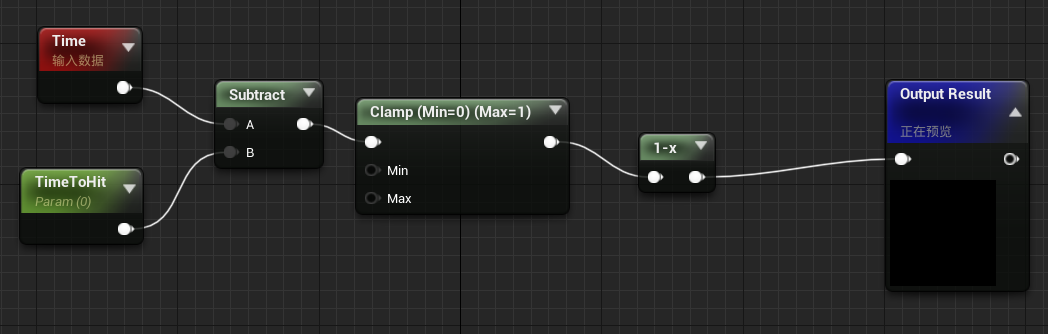 Time
输入数据
Subtract
A
B
TimeToHit
Param (0)
Clamp (Min=0) (Max=1)
Min
Max
1-x
Output Result
正在预览